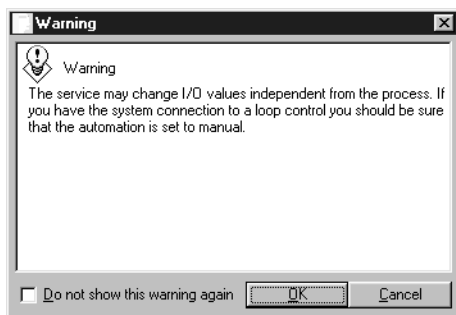 Warning
Warning
The service may change I/O values independent from the process. If
you have the system connection to a loop control you should be sure
that the automation is set to manual.
Do not show this warning again OK Cancel